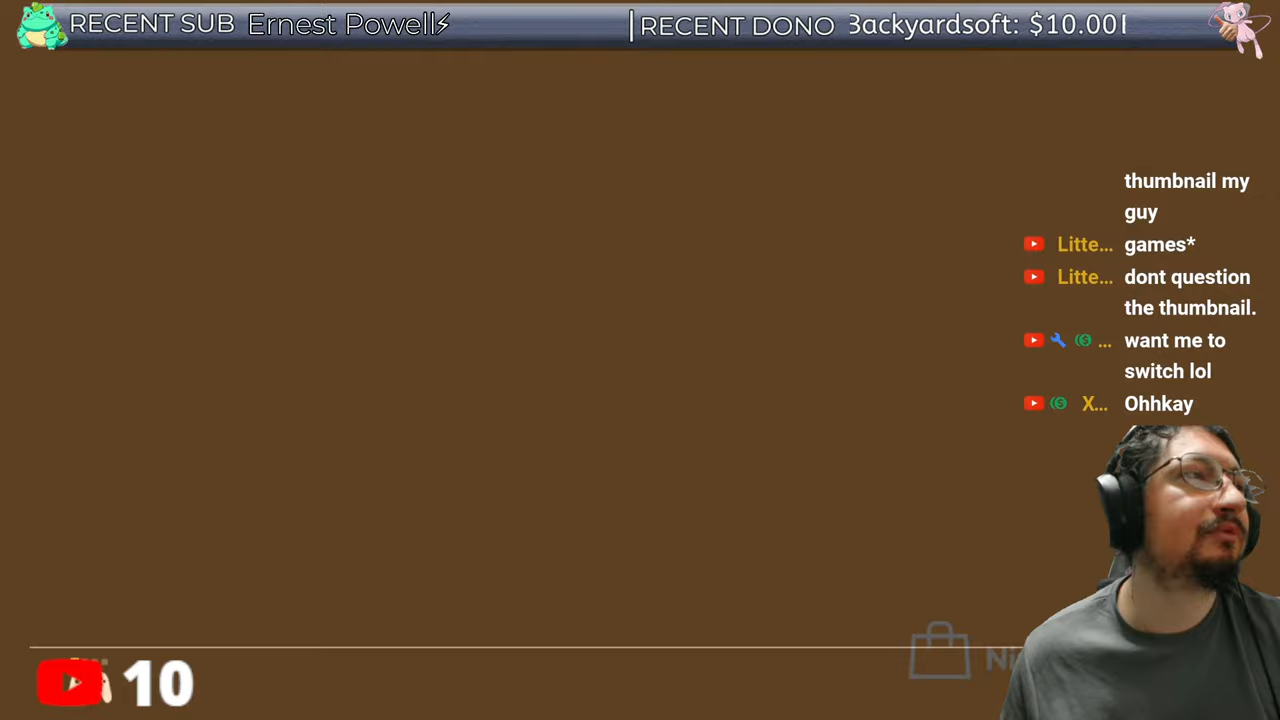 RECENT SUB Ernest Powell⚡ |RECENT DONO Backyardsoft: $10.00
thumbnail my
guy
Litte... games*
Litte... dont question
the thumbnail.
... want me to
switch lol
X... Ohhkay
10